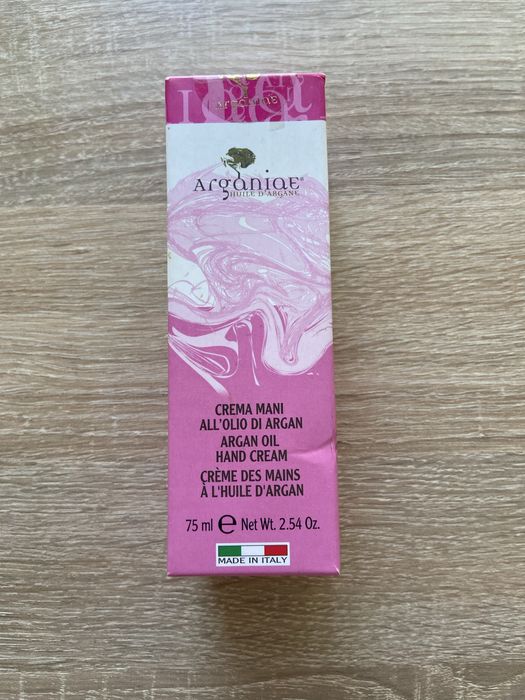 Arganiae®
HUILE D'ARGANE
CREMA MANI
ALL'OLIO DI ARGAN
ARGAN OIL
HAND CREAM
CRÈME DES MAINS
À L'HUILE D'ARGAN
75 ml ℮ Net Wt. 2.54 Oz.
MADE IN ITALY